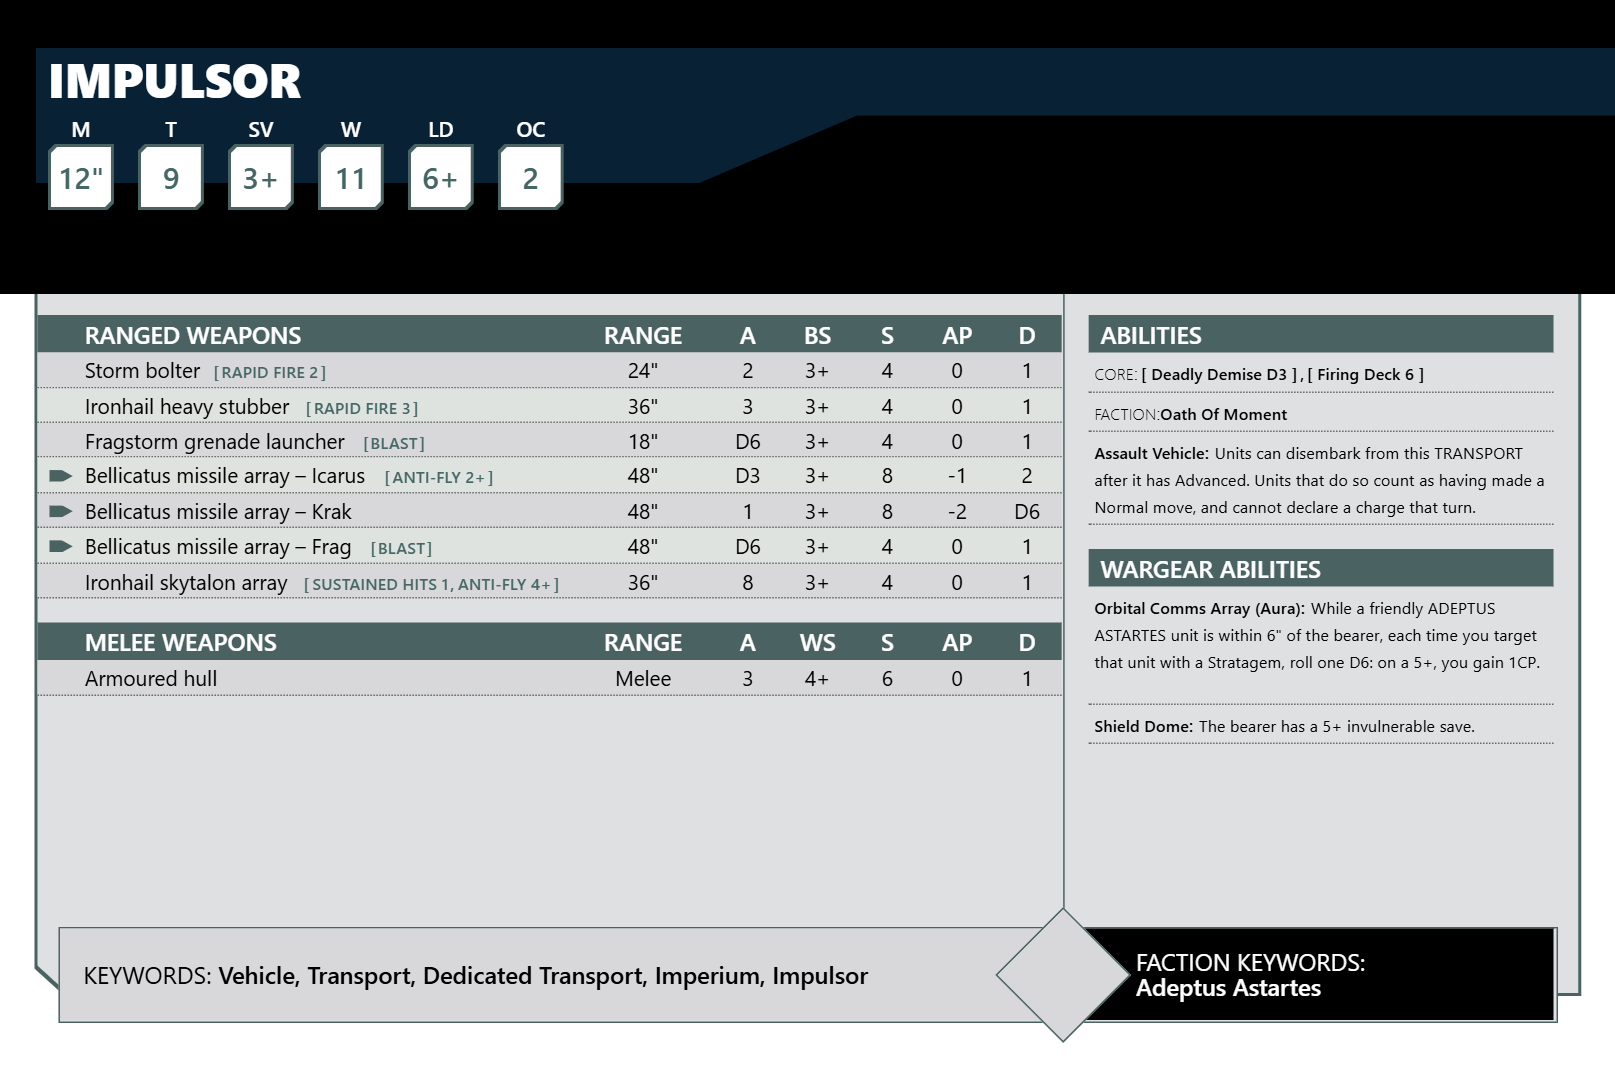 IMPULSOR
M T SV W LD OC
12" 9 3+ 11 6+ 2
RANGED WEAPONS RANGE A BS S AP D
Storm bolter [RAPID FIRE 2] 24" 2 3+ 4 0 1
Ironhail heavy stubber [RAPID FIRE 3] 36" 3 3+ 4 0 1
Fragstorm grenade launcher [BLAST] 18" D6 3+ 4 0 1
Bellicatus missile array – Icarus [ANTI-FLY 2+] 48" D3 3+ 8 -1 2
Bellicatus missile array – Krak 48" 1 3+ 8 -2 D6
Bellicatus missile array – Frag [BLAST] 48" D6 3+ 4 0 1
Ironhail skytalon array [SUSTAINED HITS 1, ANTI-FLY 4+] 36" 8 3+ 4 0 1
MELEE WEAPONS RANGE A WS S AP D
Armoured hull Melee 3 4+ 6 0 1
ABILITIES
CORE: [ Deadly Demise D3 ] , [ Firing Deck 6 ]
FACTION:Oath Of Moment
Assault Vehicle: Units can disembark from this TRANSPORT
after it has Advanced. Units that do so count as having made a
Normal move, and cannot declare a charge that turn.
WARGEAR ABILITIES
Orbital Comms Array (Aura): While a friendly ADEPTUS
ASTARTES unit is within 6" of the bearer, each time you target
that unit with a Stratagem, roll one D6: on a 5+, you gain 1CP.
Shield Dome: The bearer has a 5+ invulnerable save.
KEYWORDS: Vehicle, Transport, Dedicated Transport, Imperium, Impulsor
FACTION KEYWORDS:
Adeptus Astartes